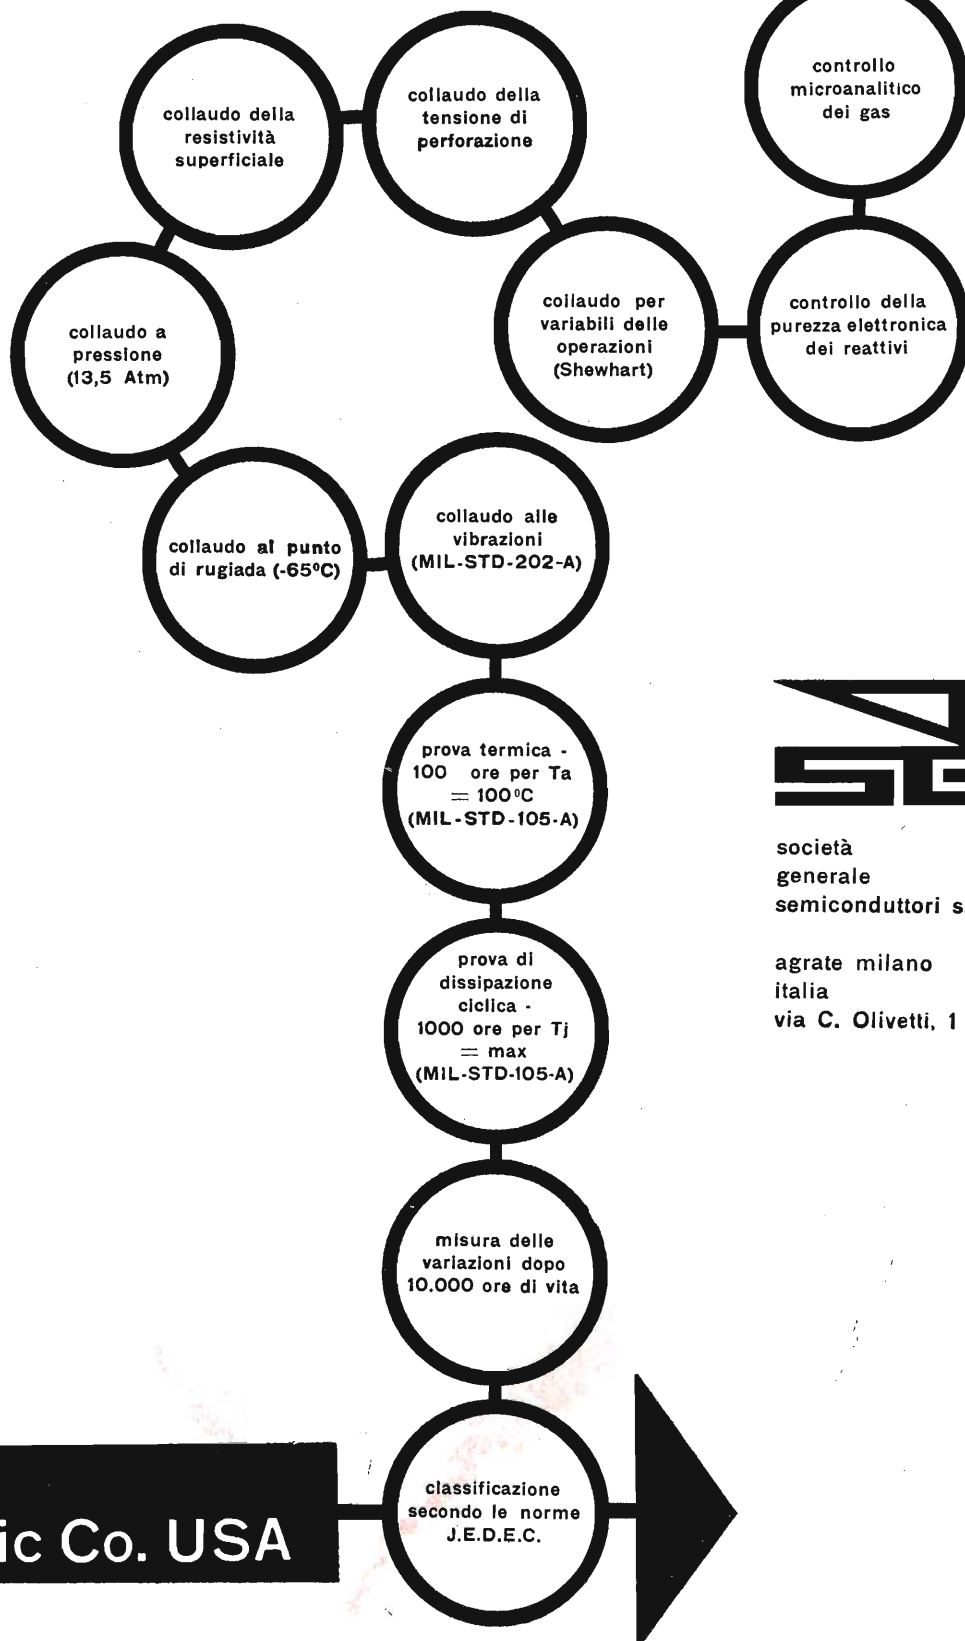 controllo
microanalitico
dei gas
controllo della
purezza elettronica
dei reattivi
collaudo per
variabili delle
operazioni
(Shewhart)
collaudo della
tensione di
perforazione
collaudo della
resistività
superficiale
collaudo a
pressione
(13,5 Atm)
collaudo al punto
di rugiada (-65ºC)
collaudo alle
vibrazioni
(MIL-STD-202-A)
prova termica -
100 ore per Ta
= 100ºC
(MIL-STD-105-A)
prova di
dissipazione
ciclica -
1000 ore per Tj
= max
(MIL-STD-105-A)
misura delle
variazioni dopo
10.000 ore di vita
classificazione
secondo le norme
J.E.D.E.C.
ic Co. USA
società
generale
semiconduttori s.
agrate milano
italia
via C. Olivetti, 1